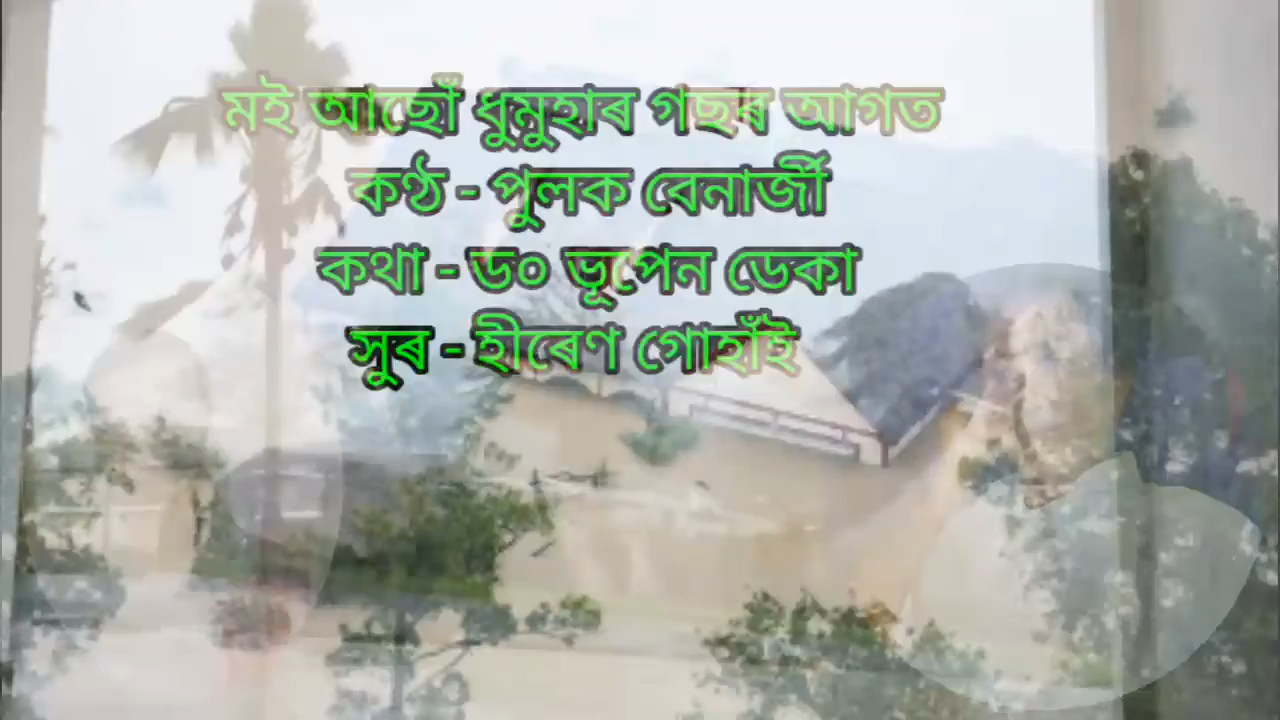 মই আছোঁ ধুমুহাৰ গছৰ আগত
কণ্ঠ - পুলক বেনাৰ্জী
কথা - ড০ ভূপেন ডেকা
সুৰ - হীৰেণ গোহাঁই